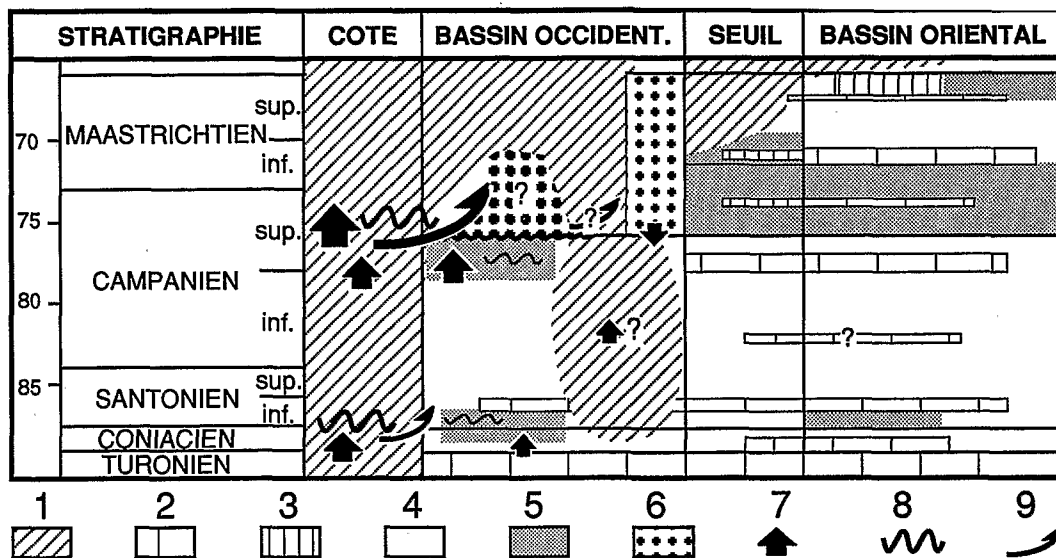 STRATIGRAPHIE COTE BASSIN OCCIDENT. SEUIL BASSIN ORIENTAL
sup.
70 MAASTRICHTIEN
inf.
?
75 ?
sup.
CAMPANIEN
80
inf. ? ?
85 sup.
SANTONIEN
inf.
CONIACIEN
TURONIEN
1 2 3 4 5 6 7 8 9